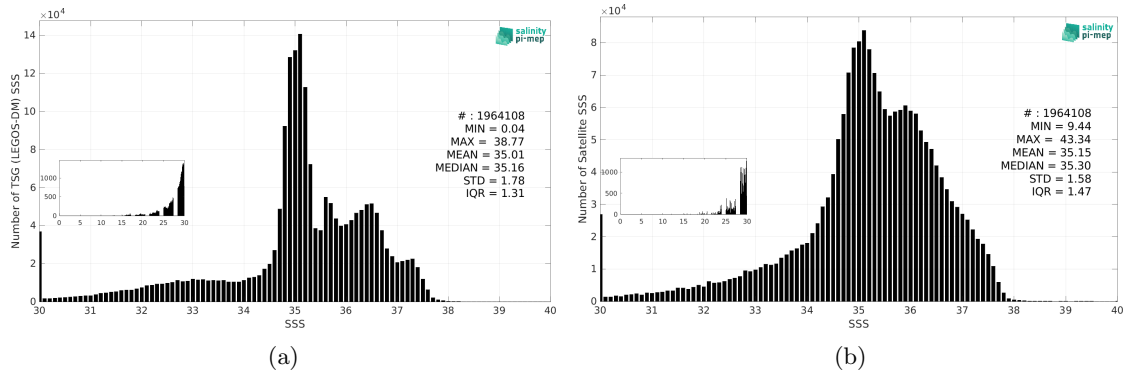 ×10⁴
14
12
10
8
6
4
2
0
Number of TSG (LEGOS-DM) SSS
salinity
pi-mep
# : 1964108
MIN = 0.04
MAX = 38.77
MEAN = 35.01
MEDIAN = 35.16
STD = 1.78
IQR = 1.31
1000
500
0
0 5 10 15 20 25 30
30 31 32 33 34 35 36 37 38 39 40
SSS
(a)
×10⁴
8
7
6
5
4
3
2
1
0
Number of Satellite SSS
salinity
pi-mep
# : 1964108
MIN = 9.44
MAX = 43.34
MEAN = 35.15
MEDIAN = 35.30
STD = 1.58
IQR = 1.47
1000
500
0
0 5 10 15 20 25 30
30 31 32 33 34 35 36 37 38 39 40
SSS
(b)